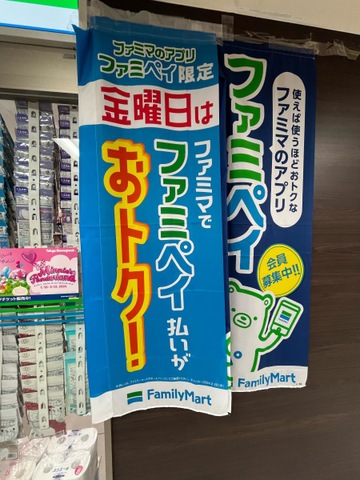 ファミマのアプリ
ファミペイ限定
金曜日は
ファミマで
ファミペイ払いが
おトク!
FamilyMart
使えば使うほどおトクな
ファミマのアプリ
ファミペイ
会員
募集中!!
FamilyMart